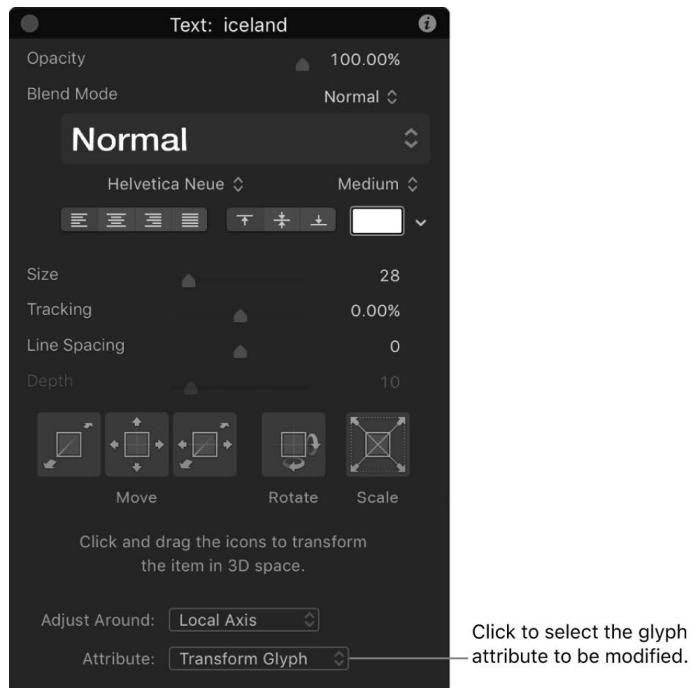 Text: iceland
Opacity 100.00%
Blend Mode Normal
Normal
Helvetica Neue Medium
Size 28
Tracking 0.00%
Line Spacing 0
Depth 10
Move Rotate Scale
Click and drag the icons to transform
the item in 3D space.
Adjust Around: Local Axis
Attribute: Transform Glyph
Click to select the glyph
attribute to be modified.